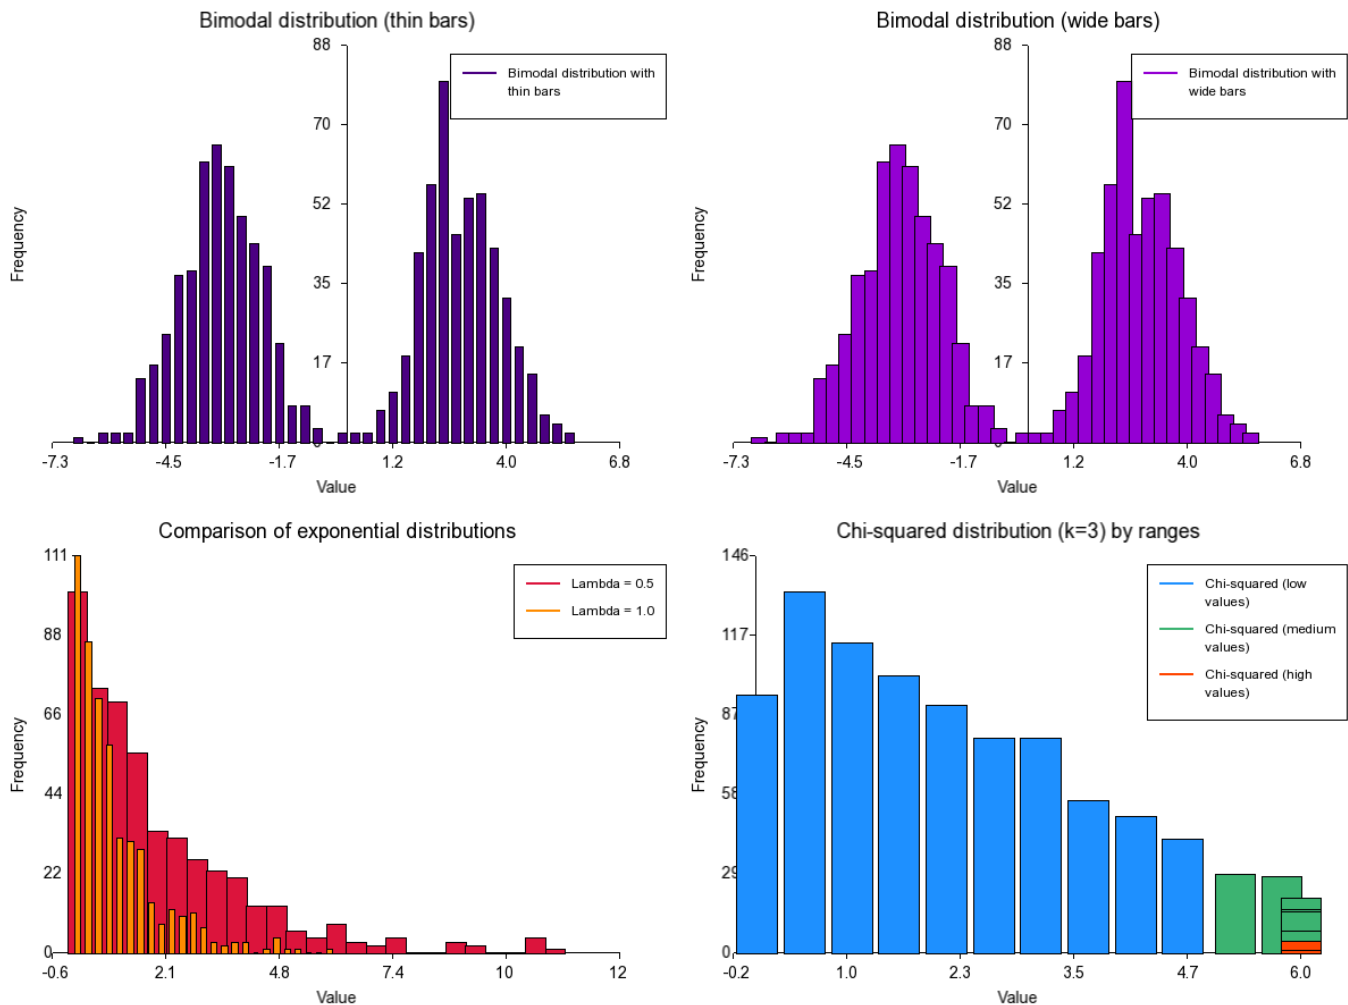 Bimodal distribution (thin bars)
88
70
52
35
17
0
Frequency
-7.3
-4.5
-1.7
1.2
4.0
6.8
Value
Bimodal distribution with
thin bars
Bimodal distribution (wide bars)
88
70
52
35
17
0
Frequency
-7.3
-4.5
-1.7
1.2
4.0
6.8
Value
Bimodal distribution with
wide bars
Comparison of exponential distributions
111
88
66
44
22
0
Frequency
-0.6
2.1
4.8
7.4
10
12
Value
Lambda = 0.5
Lambda = 1.0
Chi-squared distribution (k=3) by ranges
146
117
87
58
29
0
Frequency
-0.2
1.0
2.3
3.5
4.7
6.0
Value
Chi-squared (low
values)
Chi-squared (medium
values)
Chi-squared (high
values)